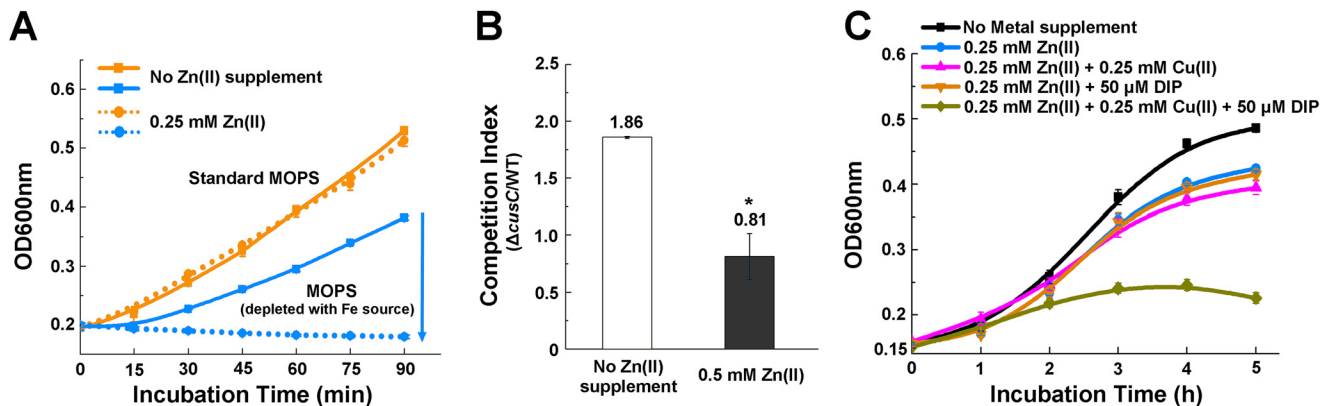 A
No Zn(II) supplement
0.25 mM Zn(II)
Standard MOPS
MOPS
(depleted with Fe source)
OD600nm
0.6
0.5
0.4
0.3
0.2
0
15
30
45
60
75
90
Incubation Time (min)
B
Competition Index
(ΔcusC/WT)
2.5
2.0
1.5
1.0
0.5
0
1.86
*
0.81
No Zn(II)
supplement
0.5 mM Zn(II)
C
No Metal supplement
0.25 mM Zn(II)
0.25 mM Zn(II) + 0.25 mM Cu(II)
0.25 mM Zn(II) + 50 µM DIP
0.25 mM Zn(II) + 0.25 mM Cu(II) + 50 µM DIP
OD600nm
0.6
0.5
0.4
0.3
0.2
0.15
0
1
2
3
4
5
Incubation Time (h)